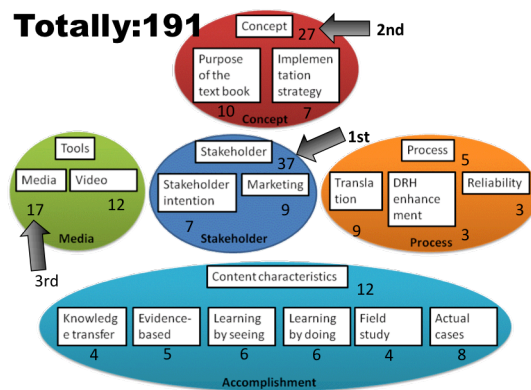 Totally:191
Concept
27
2nd
Purpose
of the
text book
Implemen
tation
strategy
10
7
Concept
1st
Tools
Media
Video
17
12
Media
3rd
Stakeholder
37
Stakeholder
intention
Marketing
7
9
Stakeholder
Process
5
Transla
tion
DRH
enhance
ment
Reliability
9
3
3
Process
Content characteristics
12
Knowledg
e transfer
Evidence-
based
Learning
by seeing
Learning
by doing
Field
study
Actual
cases
4
5
6
6
4
8
Accomplishment